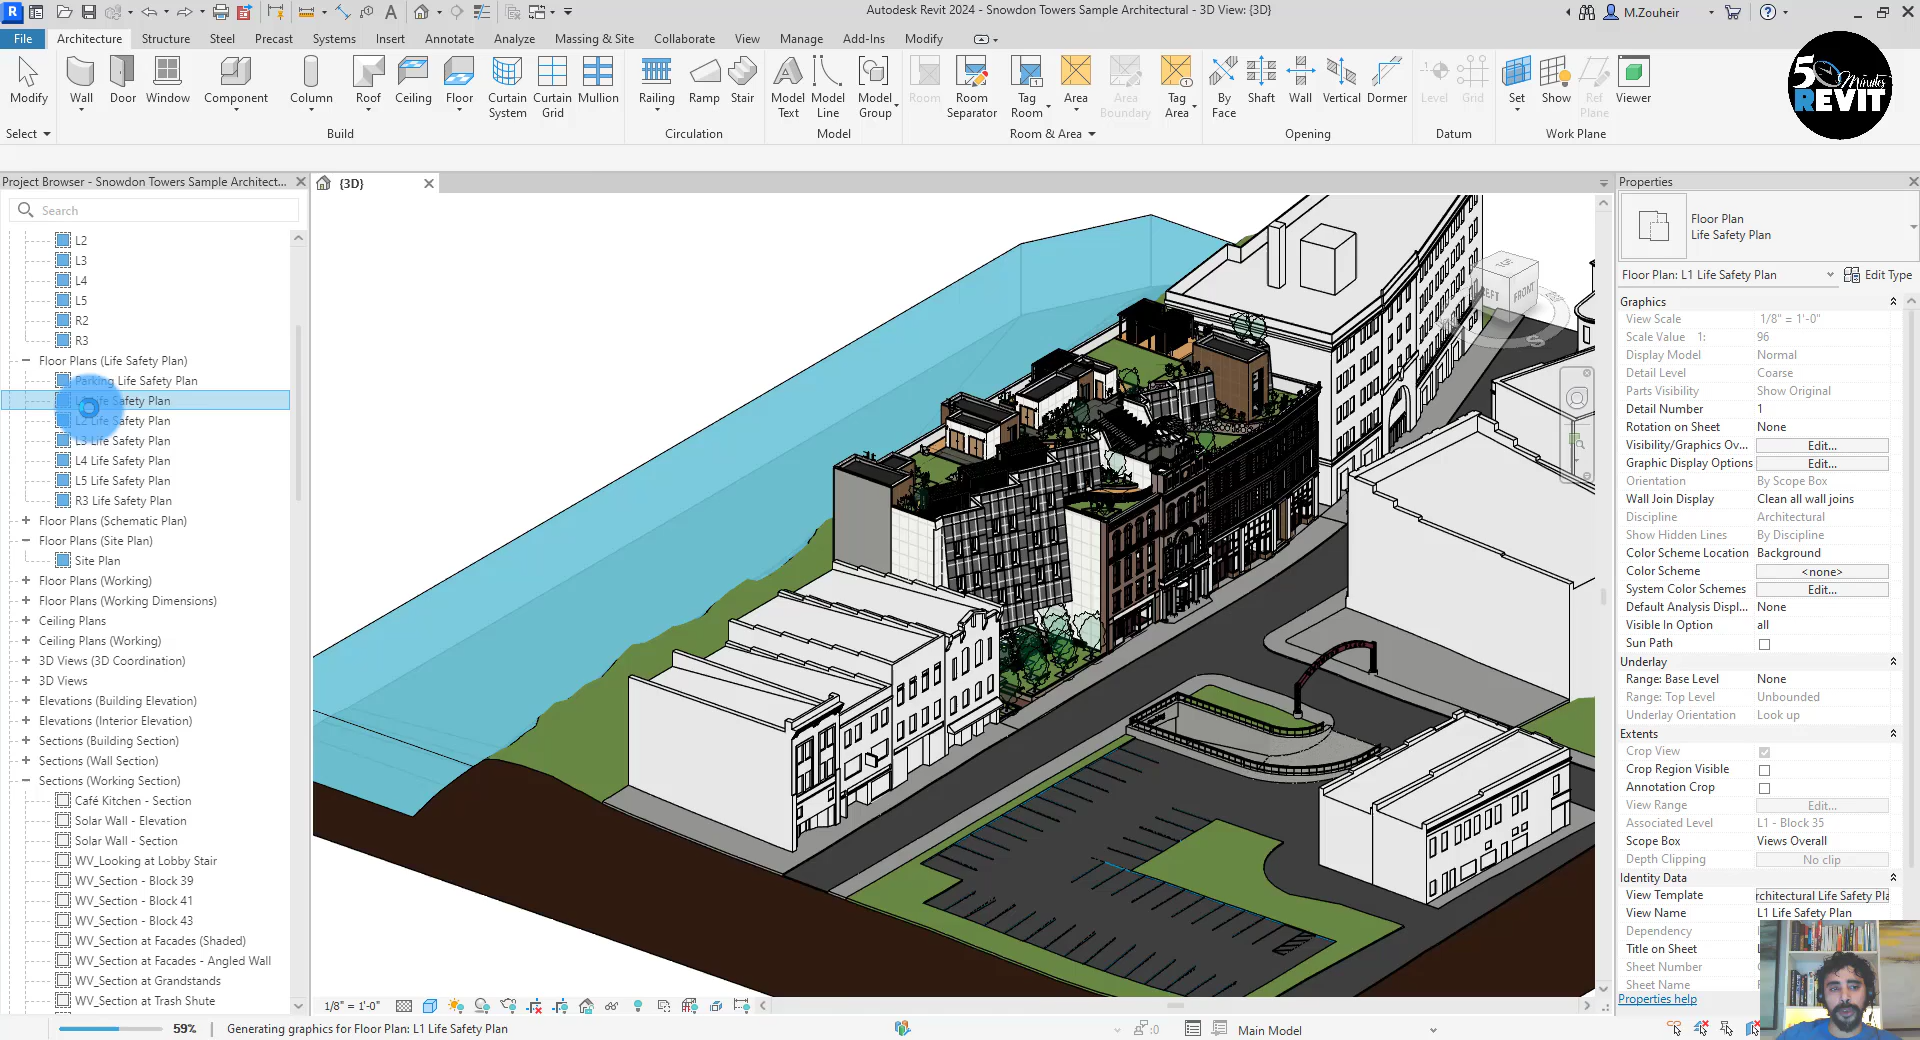 Autodesk Revit 2024 - Snowdon Towers Sample Architectural - 3D View: {3D}
M.Zouheir
File Architecture Structure Steel Precast Systems Insert Annotate Analyze Massing & Site Collaborate View Manage Add-Ins Modify
Modify Wall Door Window Component Column Roof Ceiling Floor Curtain System Curtain Grid Mullion Railing Ramp Stair Model Text Model Line Model Group Room Room Separator Tag Room Area Area Boundary Tag Area By Face Shaft Wall Vertical Dormer Level Grid Set Show Ref Plane Viewer
Select Build Circulation Model Room & Area Opening Datum Work Plane
5 Minutes
REVIT
Project Browser - Snowdon Towers Sample Architect...
{3D}
Properties
Search
L2
L3
L4
L5
R2
R3
Floor Plans (Life Safety Plan)
Parking Life Safety Plan
Life Safety Plan
L2 Life Safety Plan
L3 Life Safety Plan
L4 Life Safety Plan
L5 Life Safety Plan
R3 Life Safety Plan
Floor Plans (Schematic Plan)
Floor Plans (Site Plan)
Site Plan
Floor Plans (Working)
Floor Plans (Working Dimensions)
Ceiling Plans
Ceiling Plans (Working)
3D Views (3D Coordination)
3D Views
Elevations (Building Elevation)
Elevations (Interior Elevation)
Sections (Building Section)
Sections (Wall Section)
Sections (Working Section)
Café Kitchen - Section
Solar Wall - Elevation
Solar Wall - Section
WV_Looking at Lobby Stair
WV_Section - Block 39
WV_Section - Block 41
WV_Section - Block 43
WV_Section at Facades (Shaded)
WV_Section at Facades - Angled Wall
WV_Section at Grandstands
WV_Section at Trash Shute
FRONT
Floor Plan
Life Safety Plan
Floor Plan: L1 Life Safety Plan Edit Type
Graphics
View Scale 1/8" = 1'-0"
Scale Value 1: 96
Display Model Normal
Detail Level Coarse
Parts Visibility Show Original
Detail Number 1
Rotation on Sheet None
Visibility/Graphics Ov... Edit...
Graphic Display Options Edit...
Orientation By Scope Box
Wall Join Display Clean all wall joins
Discipline Architectural
Show Hidden Lines By Discipline
Color Scheme Location Background
Color Scheme <none>
System Color Schemes Edit...
Default Analysis Displ... None
Visible In Option all
Sun Path
Underlay
Range: Base Level None
Range: Top Level Unbounded
Underlay Orientation Look up
Extents
Crop View
Crop Region Visible
Annotation Crop
View Range Edit...
Associated Level L1 - Block 35
Scope Box Views Overall
Depth Clipping No clip
Identity Data
View Template rchitectural Life Safety Pla
View Name L1 Life Safety Plan
Dependency
Title on Sheet
Sheet Number
Sheet Name
Properties help
1/8" = 1'-0"
59% Generating graphics for Floor Plan: L1 Life Safety Plan
:0 Main Model